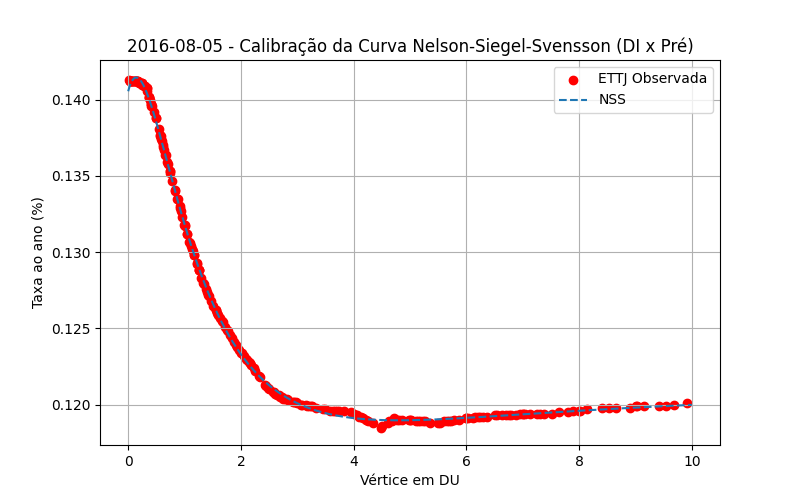 2016-08-05 - Calibração da Curva Nelson-Siegel-Svensson (DI x Pré)
ETTJ Observada
NSS
Taxa ao ano (%)
0.140
0.135
0.130
0.125
0.120
0 2 4 6 8 10
Vértice em DU